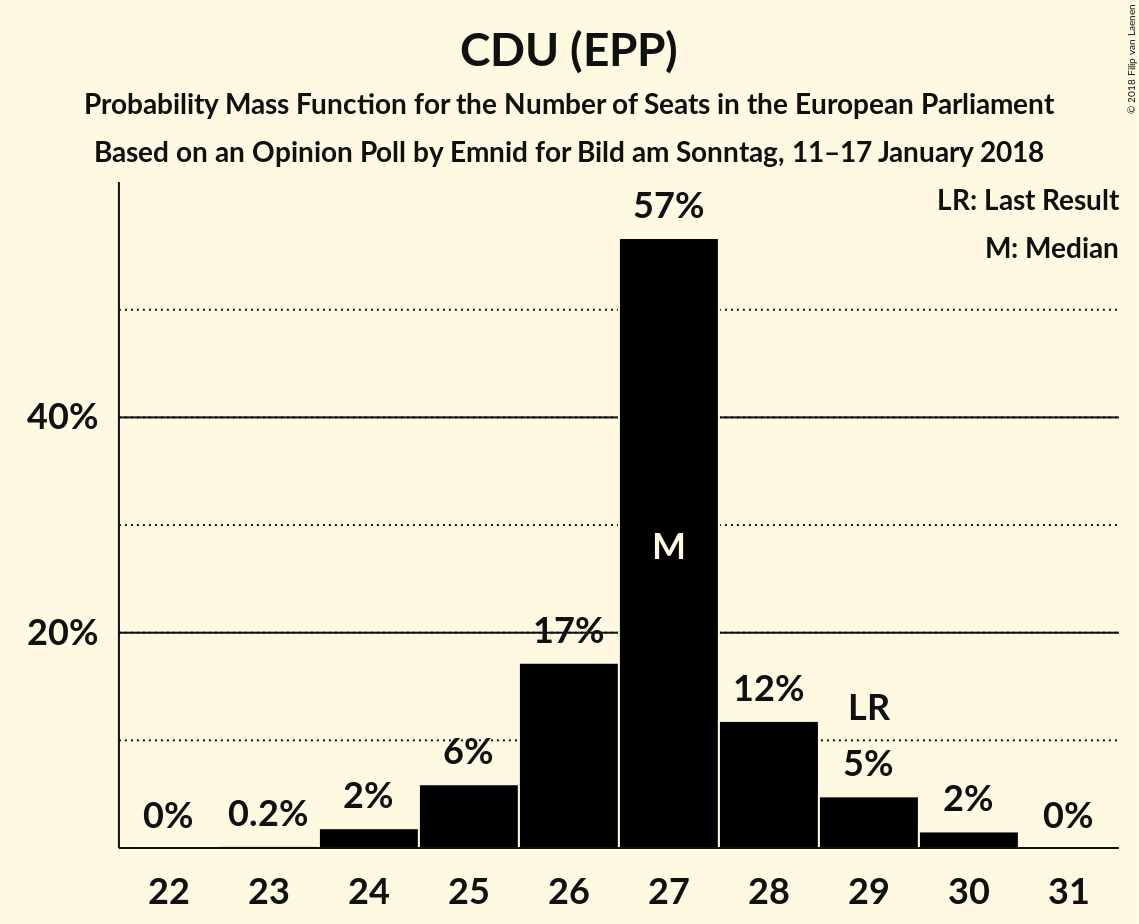 CDU (EPP)
Probability Mass Function for the Number of Seats in the European Parliament
Based on an Opinion Poll by Emnid for Bild am Sonntag, 11–17 January 2018
© 2018 Filip van Laenen
LR: Last Result
M: Median
57%
40%
M
20%
17%
12%
LR
6%
5%
0%
0.2%
2%
2%
0%
22 23 24 25 26 27 28 29 30 31